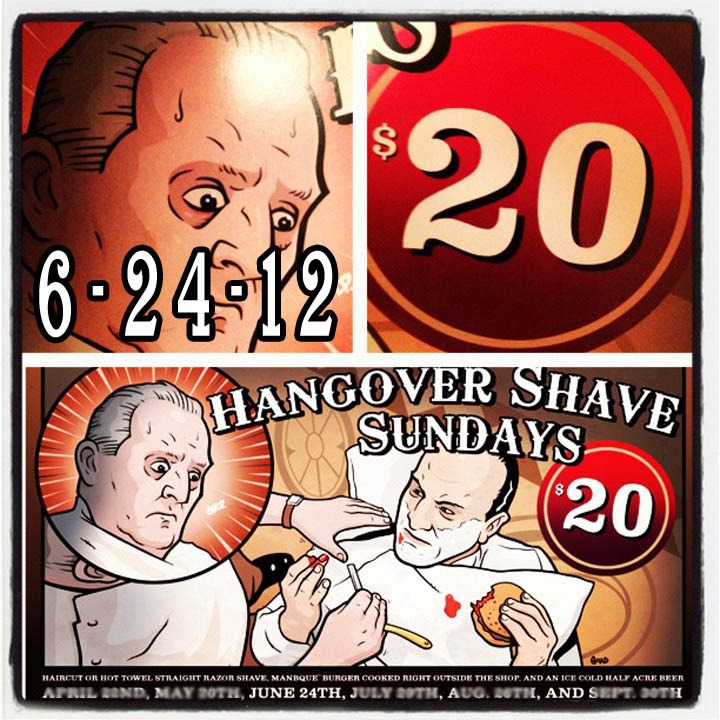 $20
6-24-12
HANGOVER SHAVE
SUNDAYS
$20
HAIRCUT OR HOT TOWEL STRAIGHT RAZOR SHAVE, MANBQUE™ BURGER COOKED RIGHT OUTSIDE THE SHOP, AND AN ICE COLD HALF ACRE BEER
APRIL 22ND, MAY 20TH, JUNE 24TH, JULY 29TH, AUG. 26TH, AND SEPT. 30TH
GOAD